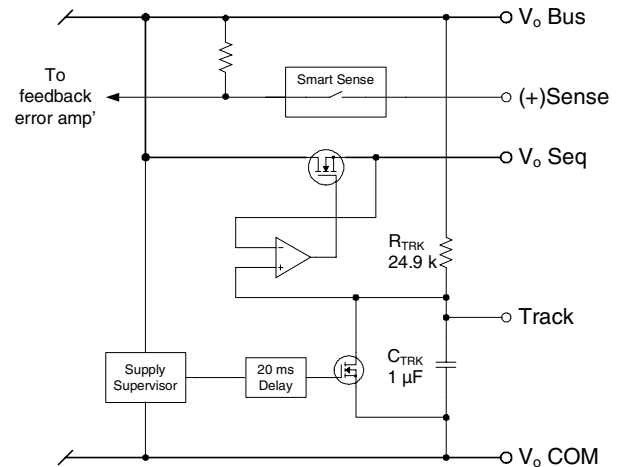 Vo Bus
To
feedback
error amp'
Smart Sense
(+)Sense
Vo Seq
−
+
RTRK
24.9 k
Track
CTRK
1 µF
Supply
Supervisor
20 ms
Delay
Vo COM